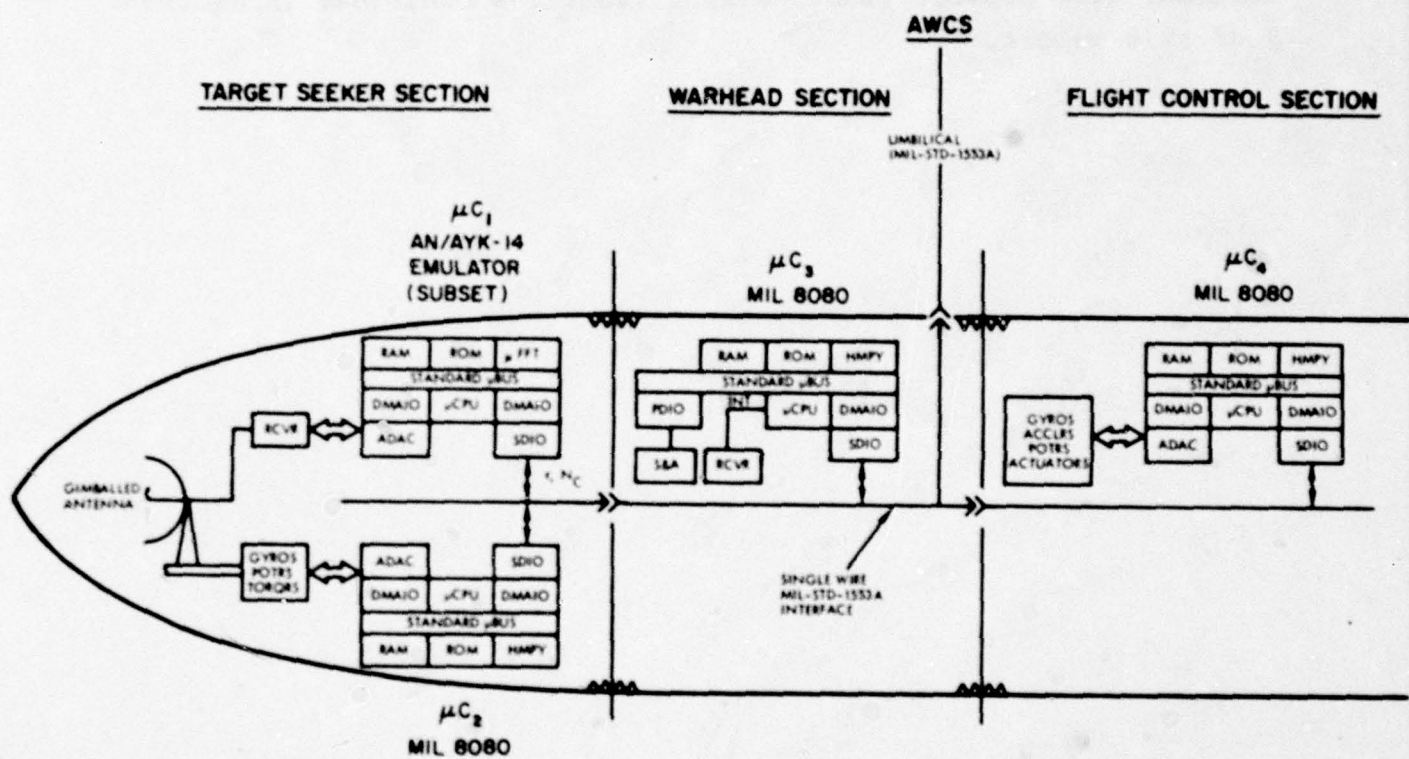 AWCS
TARGET SEEKER SECTION
WARHEAD SECTION
FLIGHT CONTROL SECTION
UMBILICAL
(MIL-STD-1553A)
μC1
AN/AYK-14
EMULATOR
(SUBSET)
μC3
MIL 8080
μC4
MIL 8080
RAM ROM μFFT
STANDARD μBUS
DMAIO μCPU DMAIO
ADAC SDIO
RCVR
GIMBALLED
ANTENNA
GYROS
POTRS
TORQRS
ADAC SDIO
DMAIO μCPU DMAIO
STANDARD μBUS
RAM ROM HMPY
μC2
MIL 8080
RAM ROM HMPY
STANDARD μBUS
INT
PDIO μCPU DMAIO
SDIO
S&A RCVR
SINGLE WIRE
MIL-STD-1553A
INTERFACE
GYROS
ACCLRS
POTRS
ACTUATORS
RAM ROM HMPY
STANDARD μBUS
DMAIO μCPU DMAIO
ADAC SDIO